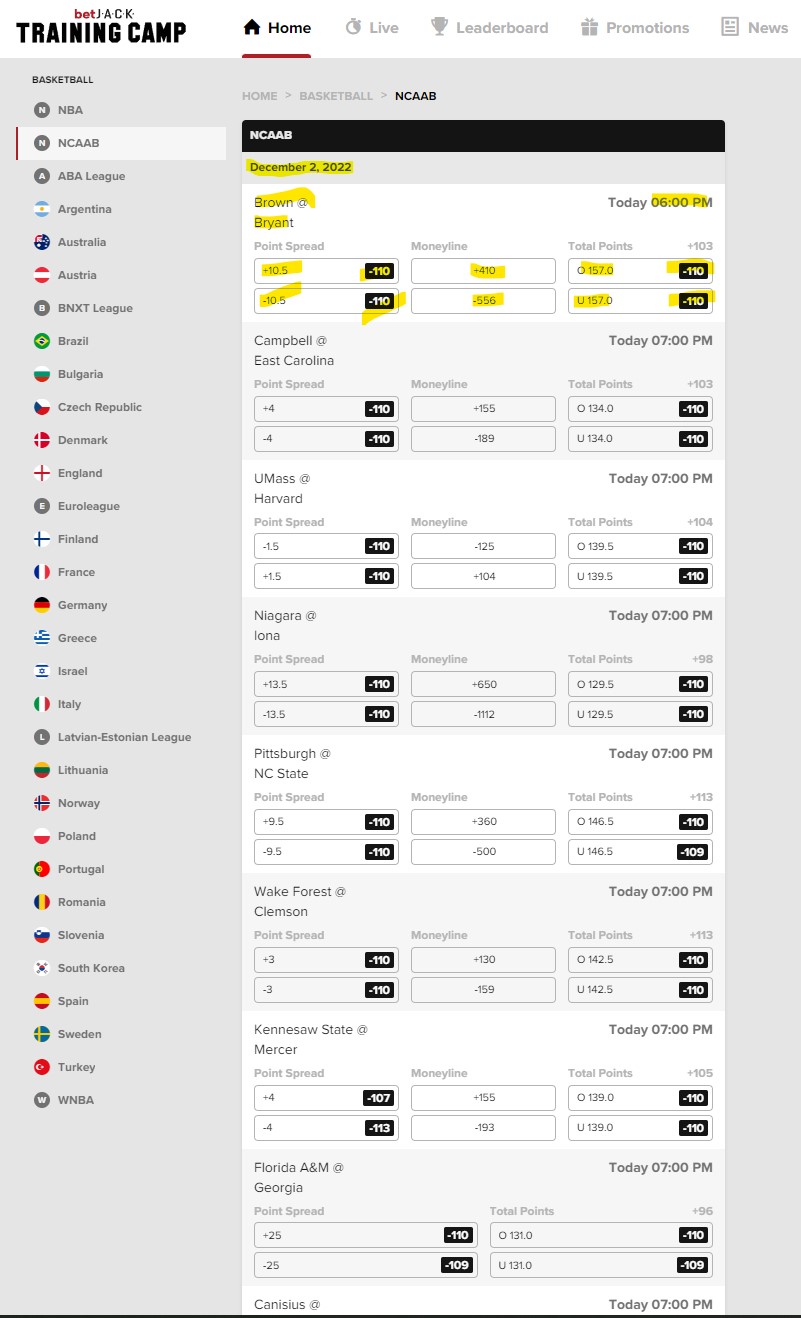 betJACK
TRAINING CAMP
Home
Live
Leaderboard
Promotions
News
BASKETBALL
N NBA
N NCAAB
A ABA League
Argentina
Australia
Austria
B BNXT League
Brazil
Bulgaria
Czech Republic
Denmark
England
E Euroleague
Finland
France
Germany
Greece
Israel
Italy
L Latvian-Estonian League
Lithuania
Norway
Poland
Portugal
Romania
Slovenia
South Korea
Spain
Sweden
Turkey
W WNBA
HOME > BASKETBALL > NCAAB
NCAAB
December 2, 2022
Brown @ Today 06:00 PM
Bryant
Point Spread Moneyline Total Points +103
+10.5 -110 +410 O 157.0 -110
-10.5 -110 -556 U 157.0 -110
Campbell @ Today 07:00 PM
East Carolina
Point Spread Moneyline Total Points +103
+4 -110 +155 O 134.0 -110
-4 -110 -189 U 134.0 -110
UMass @ Today 07:00 PM
Harvard
Point Spread Moneyline Total Points +104
-1.5 -110 -125 O 139.5 -110
+1.5 -110 +104 U 139.5 -110
Niagara @ Today 07:00 PM
Iona
Point Spread Moneyline Total Points +98
+13.5 -110 +650 O 129.5 -110
-13.5 -110 -1112 U 129.5 -110
Pittsburgh @ Today 07:00 PM
NC State
Point Spread Moneyline Total Points +113
+9.5 -110 +360 O 146.5 -110
-9.5 -110 -500 U 146.5 -109
Wake Forest @ Today 07:00 PM
Clemson
Point Spread Moneyline Total Points +113
+3 -110 +130 O 142.5 -110
-3 -110 -159 U 142.5 -110
Kennesaw State @ Today 07:00 PM
Mercer
Point Spread Moneyline Total Points +105
+4 -107 +155 O 139.0 -110
-4 -113 -193 U 139.0 -110
Florida A&M @ Today 07:00 PM
Georgia
Point Spread Total Points +96
+25 -110 O 131.0 -110
-25 -109 U 131.0 -109
Canisius @ Today 07:00 PM